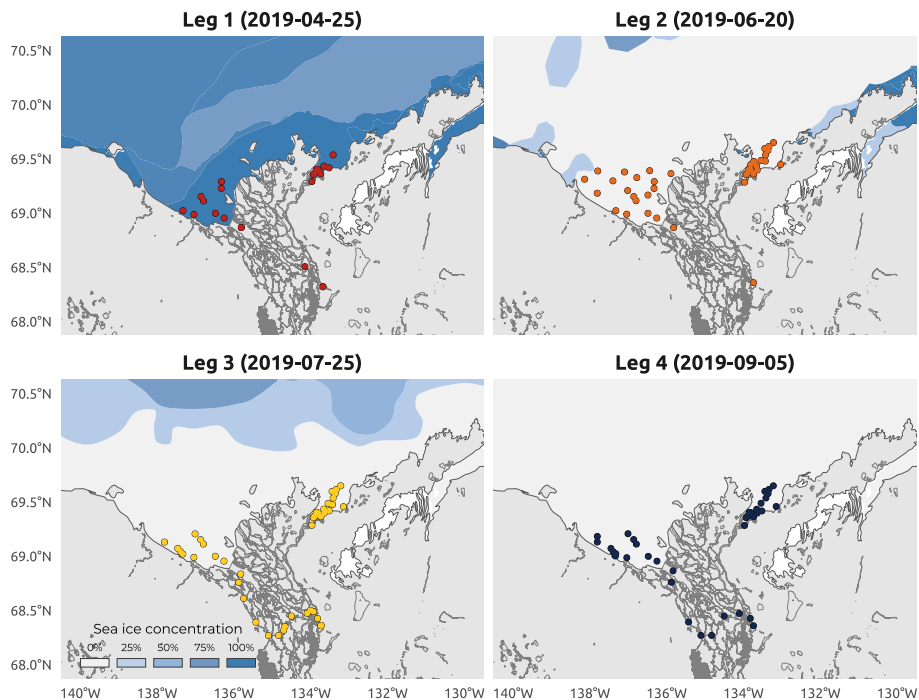 Leg 1 (2019-04-25)
Leg 2 (2019-06-20)
70.5°N
70.0°N
69.5°N
69.0°N
68.5°N
68.0°N
Leg 3 (2019-07-25)
Leg 4 (2019-09-05)
70.5°N
70.0°N
69.5°N
69.0°N
68.5°N
68.0°N
Sea ice concentration
0% 25% 50% 75% 100%
140°W 138°W 136°W 134°W 132°W 130°W 140°W 138°W 136°W 134°W 132°W 130°W